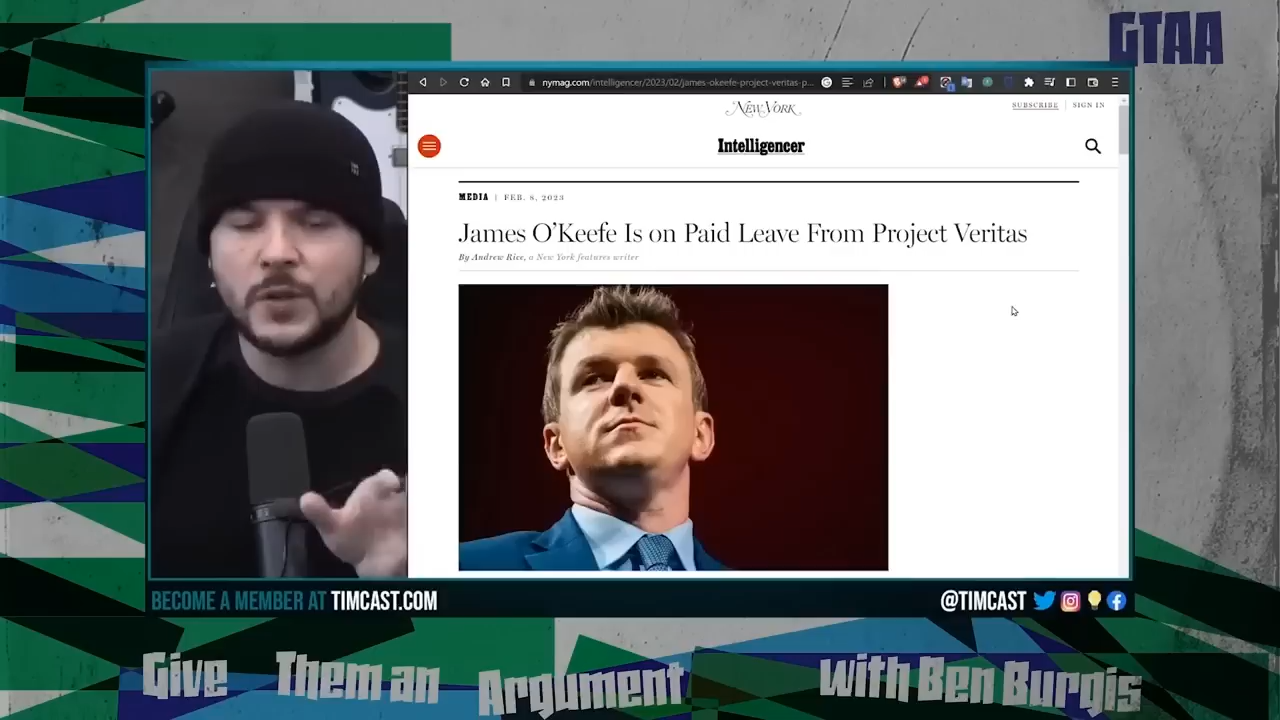 GTAA
nymag.com/intelligencer/2023/02/james-okeefe-project-veritas-p...
NEW YORK
SUBSCRIBE | SIGN IN
Intelligencer
MEDIA | FEB. 8, 2023
James O'Keefe Is on Paid Leave From Project Veritas
By Andrew Rice, a New York features writer
BECOME A MEMBER AT TIMCAST.COM
@TIMCAST
Give Them an Argument with Ben Burgis